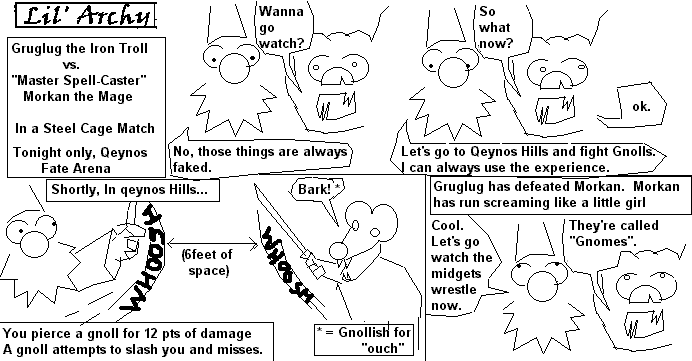 Lil' Archy
Gruglug the Iron Troll
vs.
"Master Spell-Caster"
Morkan the Mage
In a Steel Cage Match
Tonight only, Qeynos
Fate Arena
Wanna
go
watch?
No, those things are always
faked.
So
what
now?
ok.
Let's go to Qeynos Hills and fight Gnolls.
I can always use the experience.
Shortly, In qeynos Hills...
WHOOSH
(6feet of
space)
WHOOSH
Bark! *
You pierce a gnoll for 12 pts of damage
A gnoll attempts to slash you and misses.
* = Gnollish for
"ouch"
Gruglug has defeated Morkan. Morkan
has run screaming like a little girl
Cool.
Let's go
watch the
midgets
wrestle
now.
They're called
"Gnomes".